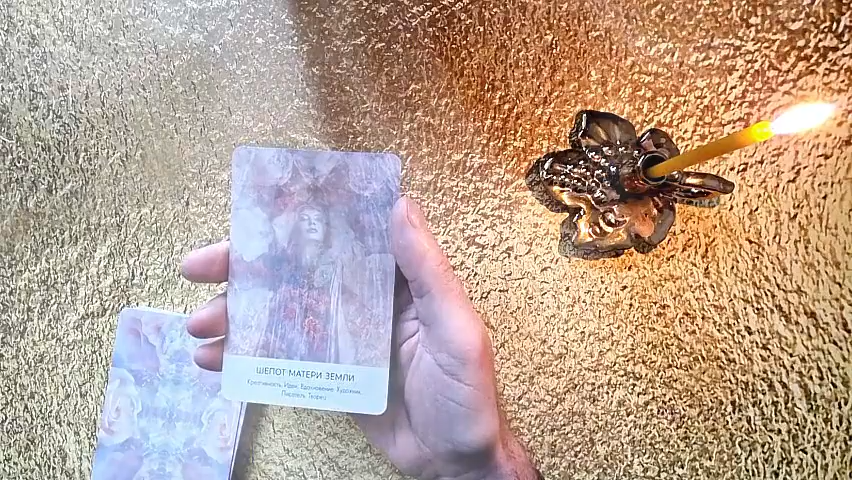 ШЕПОТ МАТЕРИ ЗЕМЛИ
Креативность. Идеи. Вдохновение. Художник.
Писатель. Творец